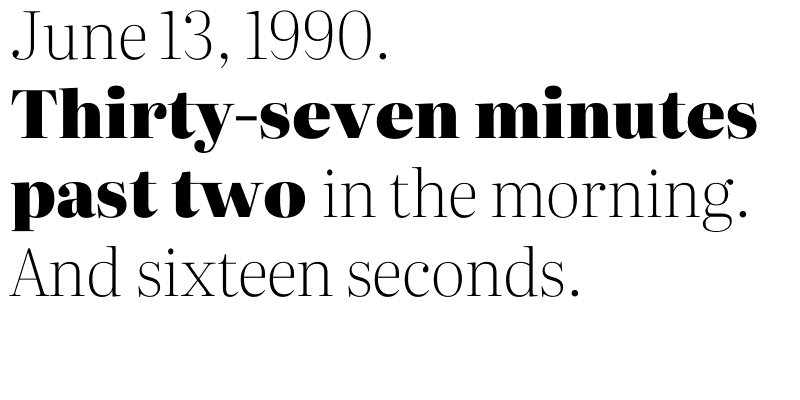 June 13, 1990.
Thirty-seven minutes
past two in the morning.
And sixteen seconds.